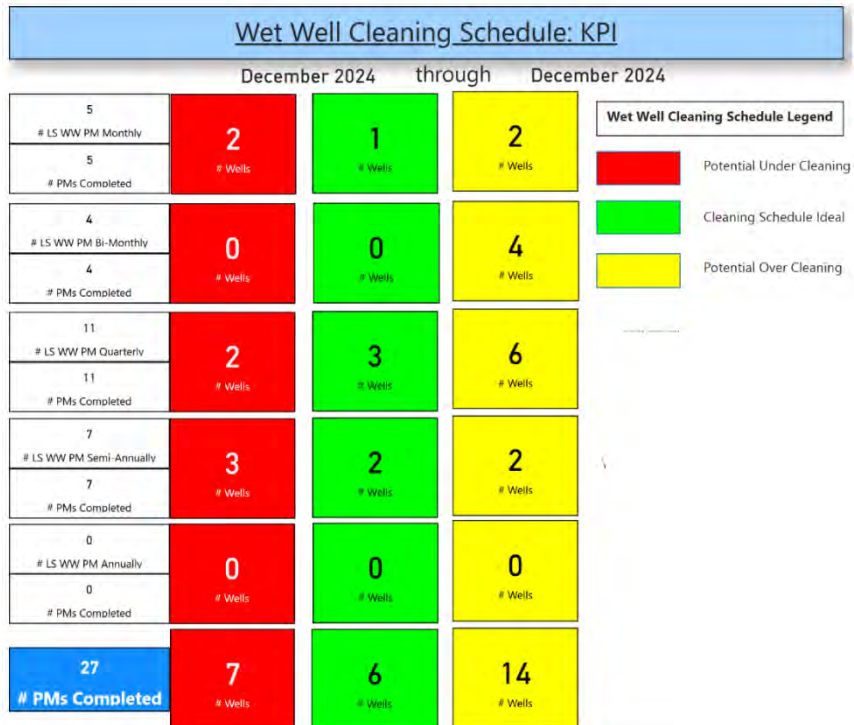 Wet Well Cleaning Schedule: KPI
December 2024 through December 2024
5
# LS WW PM Monthly
5
# PMs Completed
2
# Wells
1
# Wells
2
# Wells
Wet Well Cleaning Schedule Legend
Potential Under Cleaning
Cleaning Schedule Ideal
Potential Over Cleaning
4
# LS WW PM Bi-Monthly
4
# PMs Completed
0
# Wells
0
# Wells
4
# Wells
11
# LS WW PM Quarterly
11
# PMs Completed
2
# Wells
3
# Wells
6
# Wells
7
# LS WW PM Semi-Annually
7
# PMs Completed
3
# Wells
2
# Wells
2
# Wells
0
# LS WW PM Annually
0
# PMs Completed
0
# Wells
0
# Wells
0
# Wells
27
# PMs Completed
7
# Wells
6
# Wells
14
# Wells